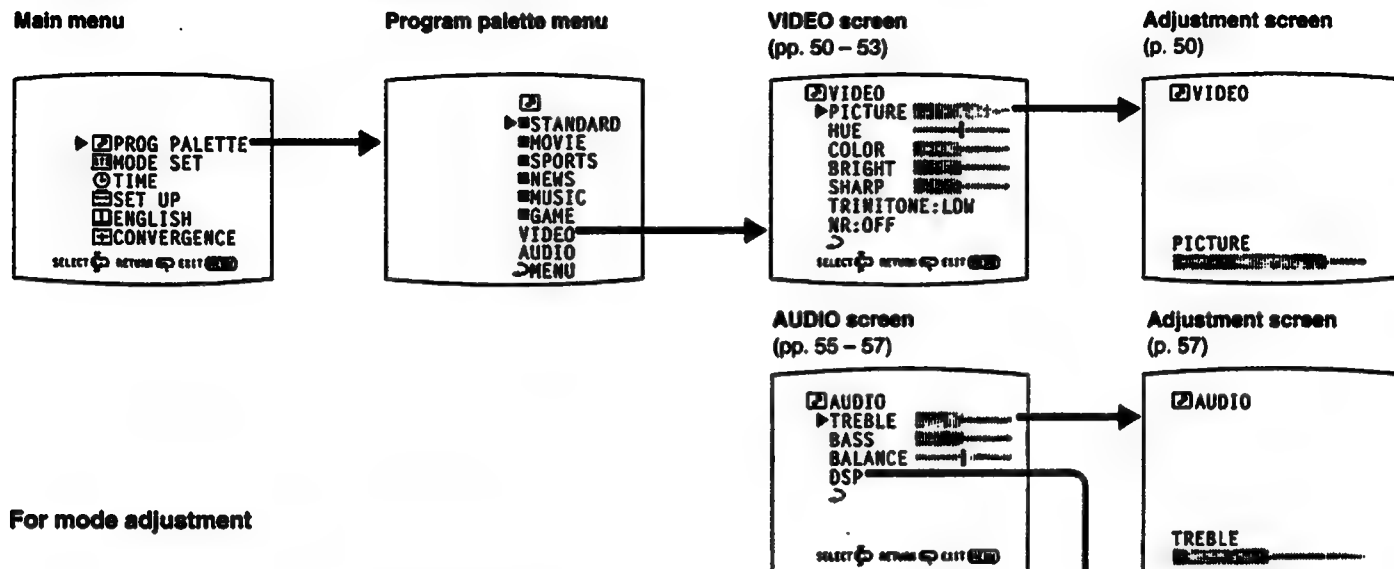 Main menu
PROG PALETTE
MODE SET
TIME
SET UP
ENGLISH
CONVERGENCE
SELECT RETURN EXIT MENU
Program palette menu
STANDARD
MOVIE
SPORTS
NEWS
MUSIC
GAME
VIDEO
AUDIO
MENU
VIDEO screen
(pp. 50 – 53)
VIDEO
PICTURE
HUE
COLOR
BRIGHT
SHARP
TRINITONE:LOW
NR:OFF
SELECT RETURN EXIT MENU
Adjustment screen
(p. 50)
VIDEO
PICTURE
AUDIO screen
(pp. 55 – 57)
AUDIO
TREBLE
BASS
BALANCE
DSP
SELECT RETURN EXIT MENU
Adjustment screen
(p. 57)
AUDIO
TREBLE
For mode adjustment